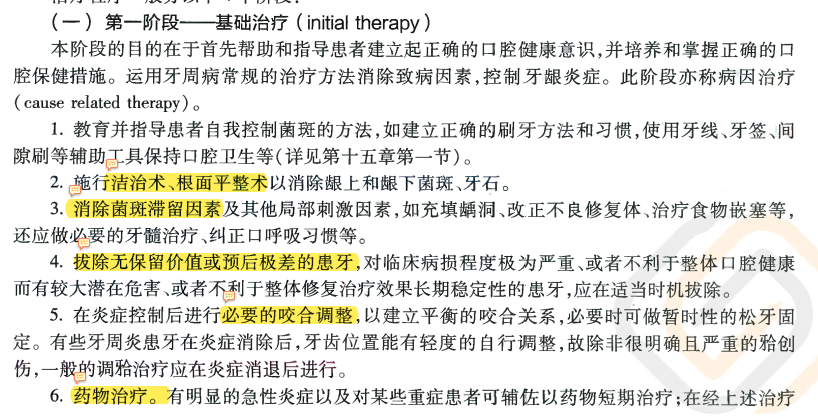 （一）第一阶段——基础治疗（initial therapy）
本阶段的目的在于首先帮助和指导患者建立起正确的口腔健康意识,并培养和掌握正确的口
腔保健措施。运用牙周病常规的治疗方法消除致病因素,控制牙龈炎症。此阶段亦称病因治疗
(cause related therapy)。
1. 教育并指导患者自我控制菌斑的方法,如建立正确的刷牙方法和习惯,使用牙线、牙签、间
隙刷等辅助工具保持口腔卫生等(详见第十五章第一节)。
2. 施行洁治术、根面平整术以消除龈上和龈下菌斑、牙石。
3. 消除菌斑滞留因素及其他局部刺激因素,如充填龋洞、改正不良修复体、治疗食物嵌塞等,
还应做必要的牙髓治疗、纠正口呼吸习惯等。
4. 拔除无保留价值或预后极差的患牙,对临床病损程度极为严重、或者不利于整体口腔健康
而有较大潜在危害、或者不利于整体修复治疗效果长期稳定性的患牙,应在适当时机拔除。
5. 在炎症控制后进行必要的咬合调整,以建立平衡的咬合关系,必要时可做暂时性的松牙固
定。有些牙周炎患牙在炎症消除后,牙齿位置能有轻度的自行调整,故除非很明确且严重的𬌗创
伤,一般的调𬌗治疗应在炎症消退后进行。
6. 药物治疗。有明显的急性炎症以及对某些重症患者可辅佐以药物短期治疗;在经上述治疗